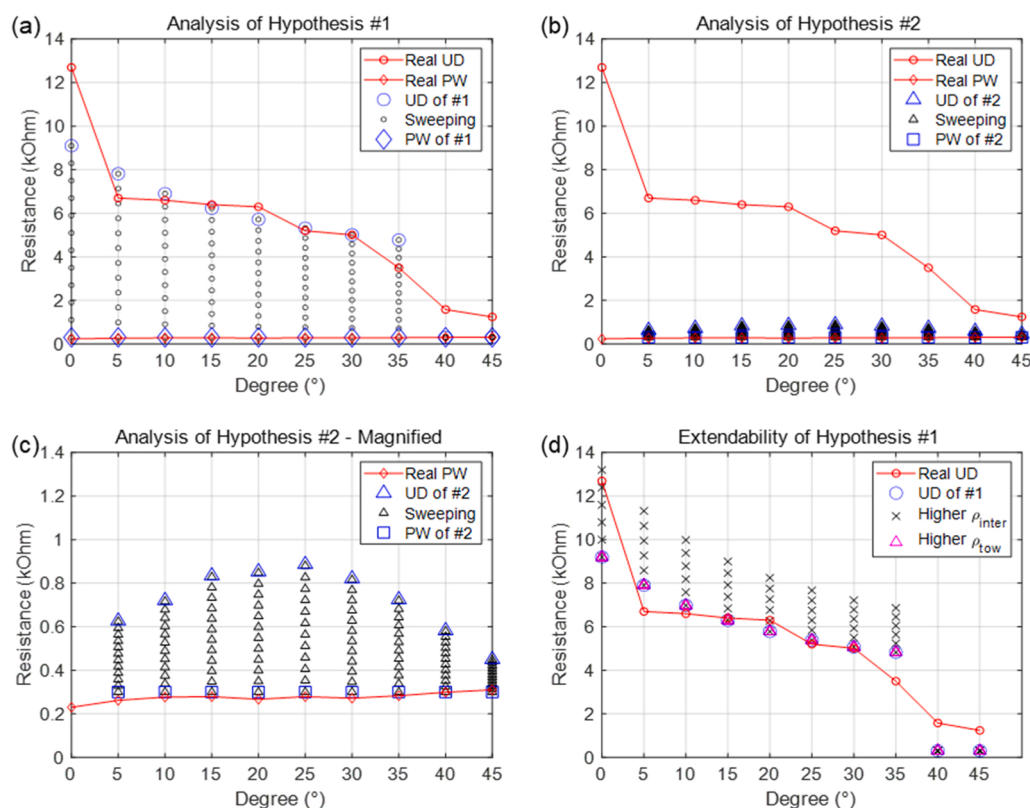 (a) Analysis of Hypothesis #1
Resistance (kOhm)
14
12
10
8
6
4
2
0
0 5 10 15 20 25 30 35 40 45
Degree (°)
Real UD
Real PW
UD of #1
Sweeping
PW of #1
(b) Analysis of Hypothesis #2
Resistance (kOhm)
14
12
10
8
6
4
2
0
0 5 10 15 20 25 30 35 40 45
Degree (°)
Real UD
Real PW
UD of #2
Sweeping
PW of #2
(c) Analysis of Hypothesis #2 - Magnified
Resistance (kOhm)
1.4
1.2
1
0.8
0.6
0.4
0.2
0
0 5 10 15 20 25 30 35 40 45
Degree (°)
Real PW
UD of #2
Sweeping
PW of #2
(d) Extendability of Hypothesis #1
Resistance (kOhm)
14
12
10
8
6
4
2
0
0 5 10 15 20 25 30 35 40 45
Degree (°)
Real UD
UD of #1
Higher ρinter
Higher ρtow